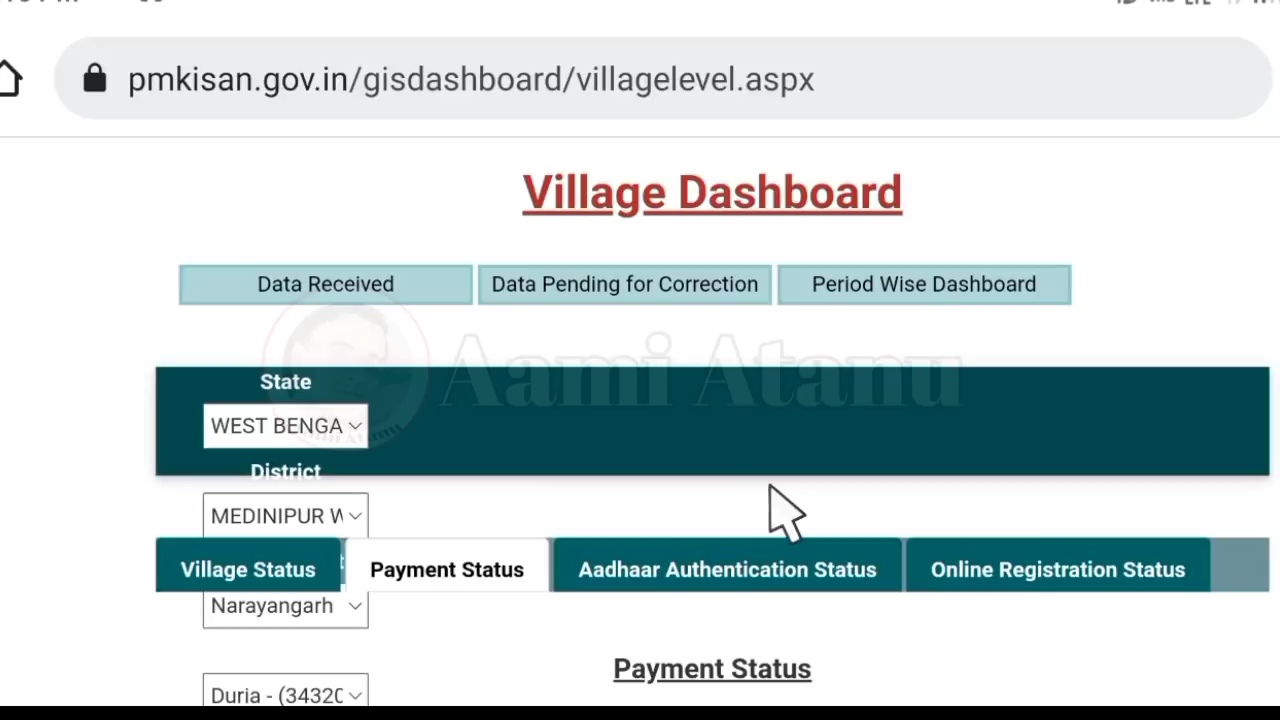 pmkisan.gov.in/gisdashboard/villagelevel.aspx
Village Dashboard
Data Received Data Pending for Correction Period Wise Dashboard
Aami Atanu
State
WEST BENGA
District
MEDINIPUR W
Village Status Payment Status Aadhaar Authentication Status Online Registration Status
Narayangarh
Payment Status
Duria - (3432